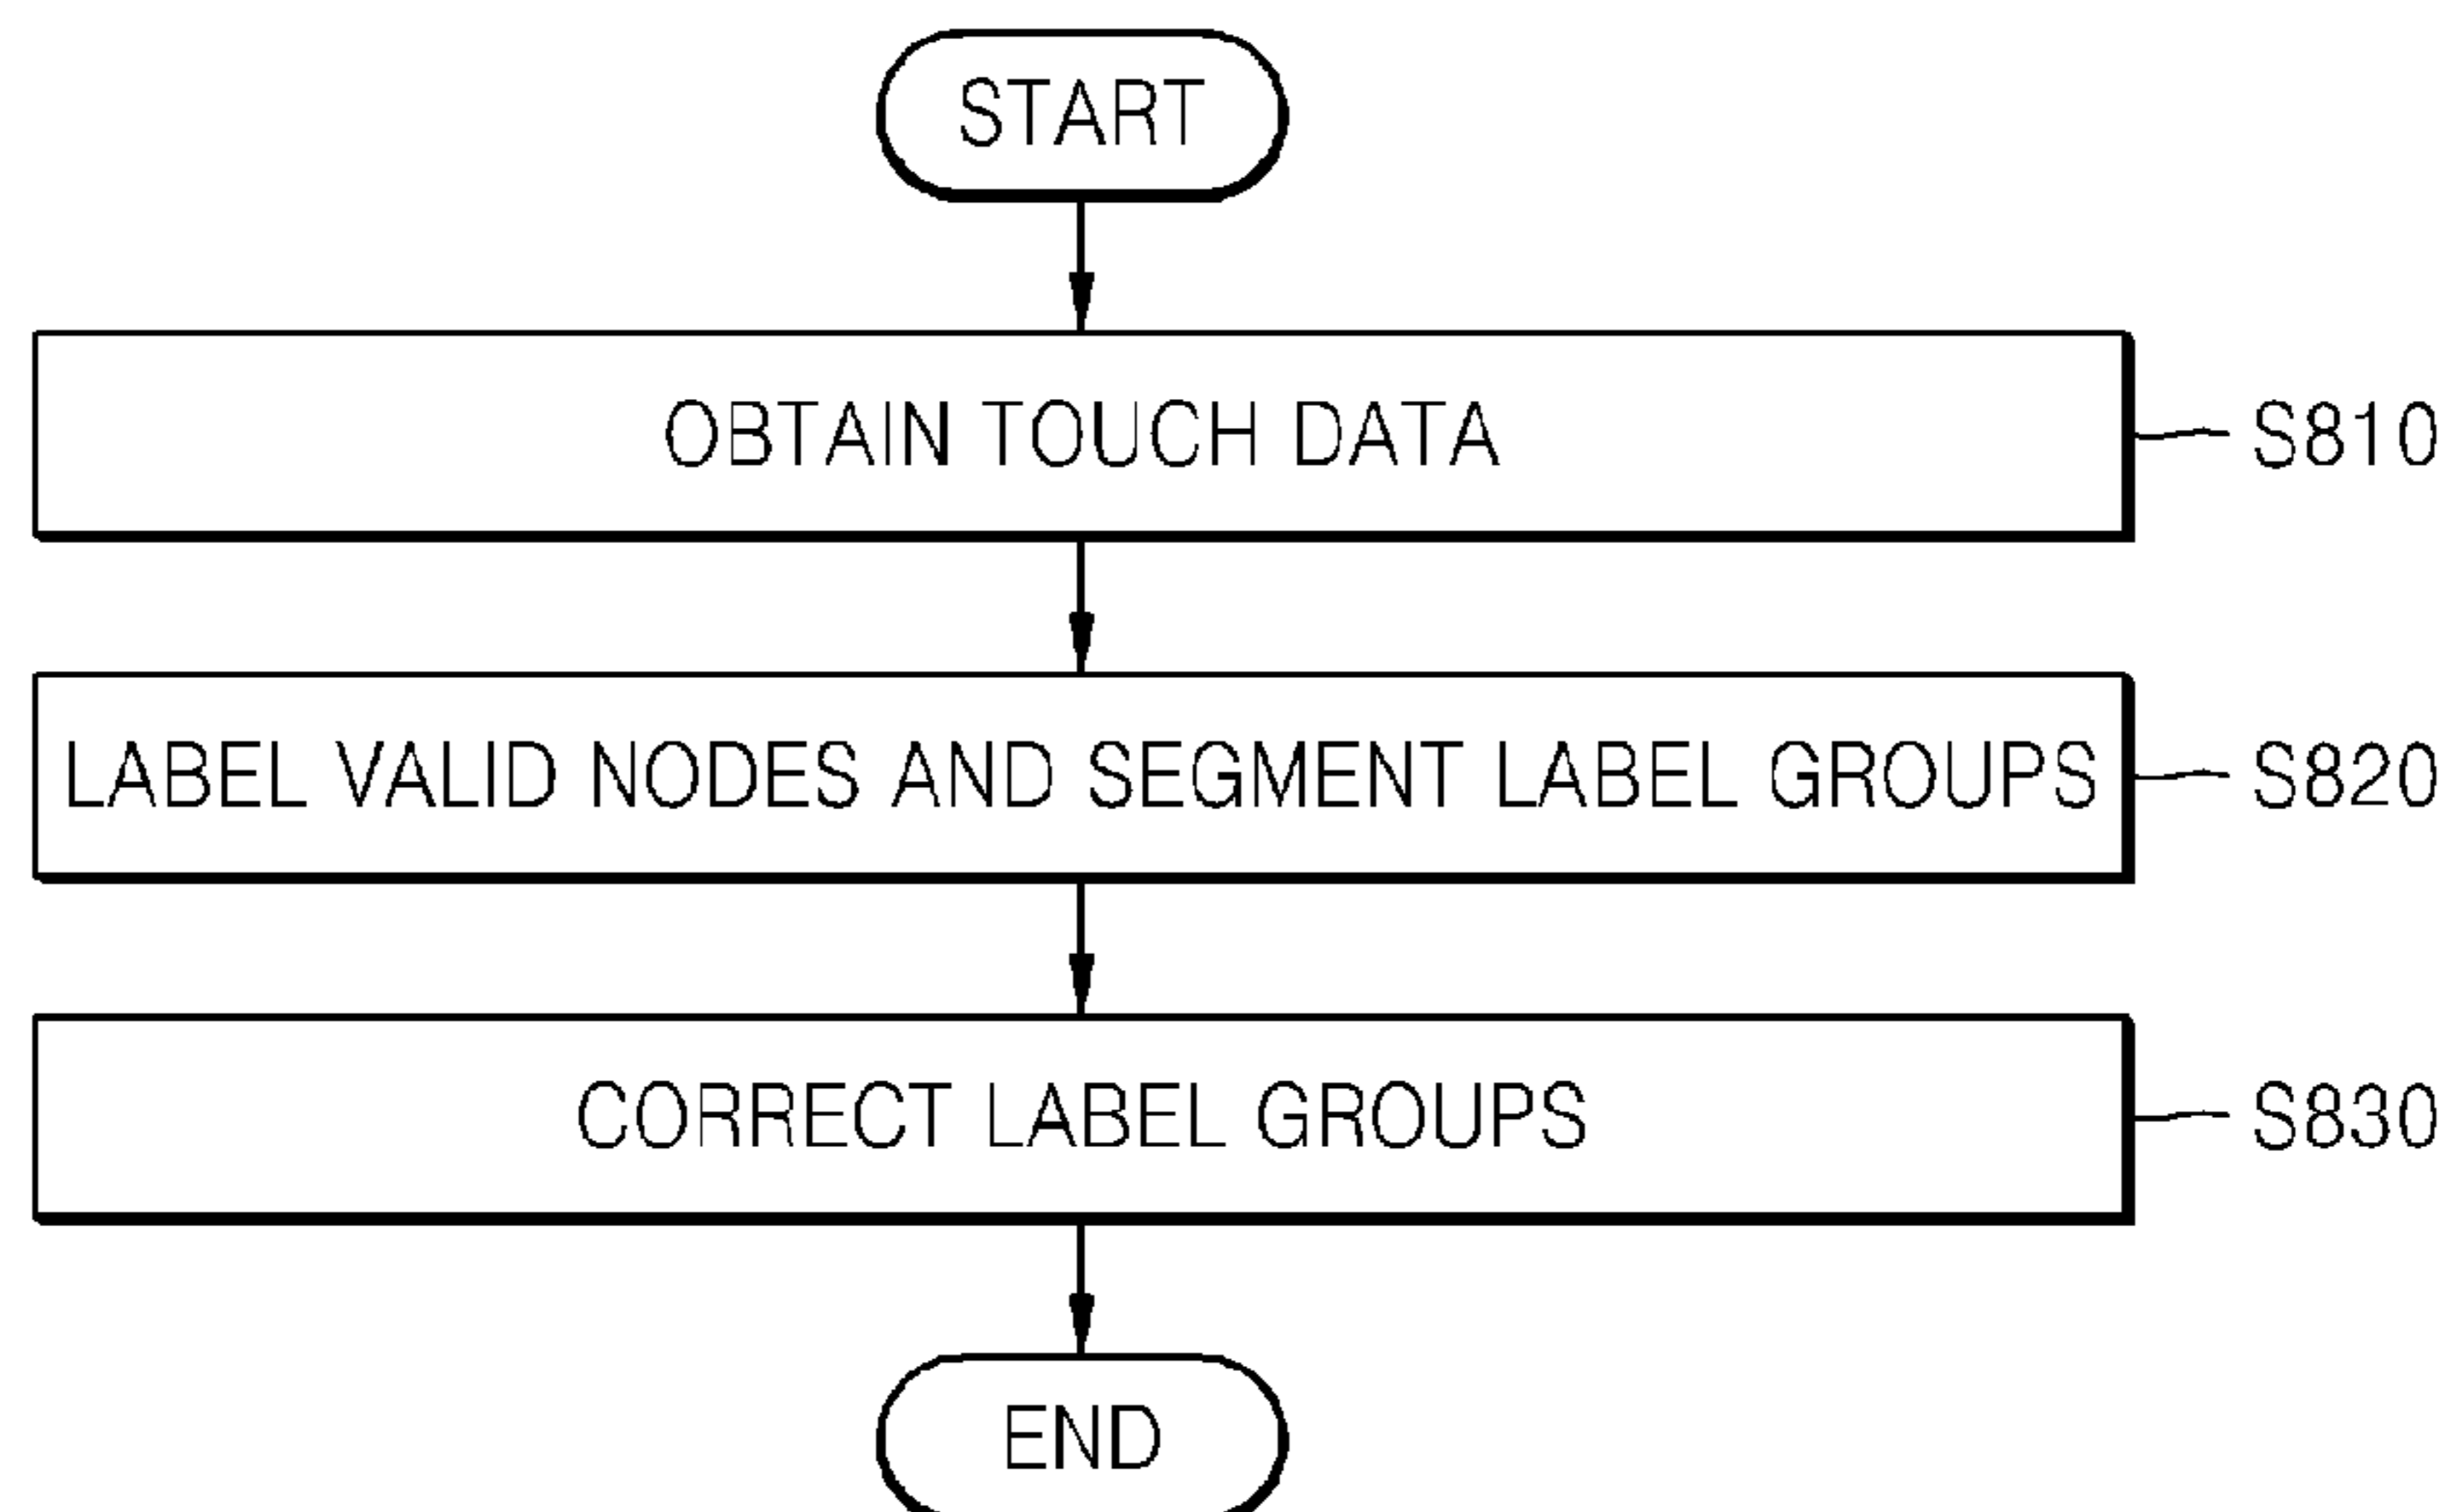 START
OBTAIN TOUCH DATA
S810
LABEL VALID NODES AND SEGMENT LABEL GROUPS
S820
CORRECT LABEL GROUPS
S830
END